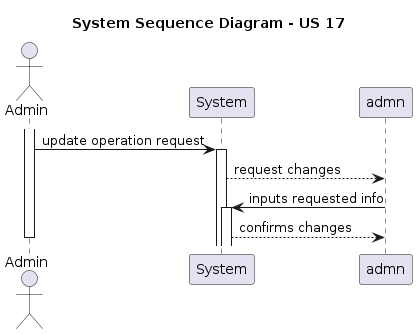 System Sequence Diagram - US 17
Admin
System
admn
update operation request
request changes
inputs requested info
confirms changes
Admin
System
admn